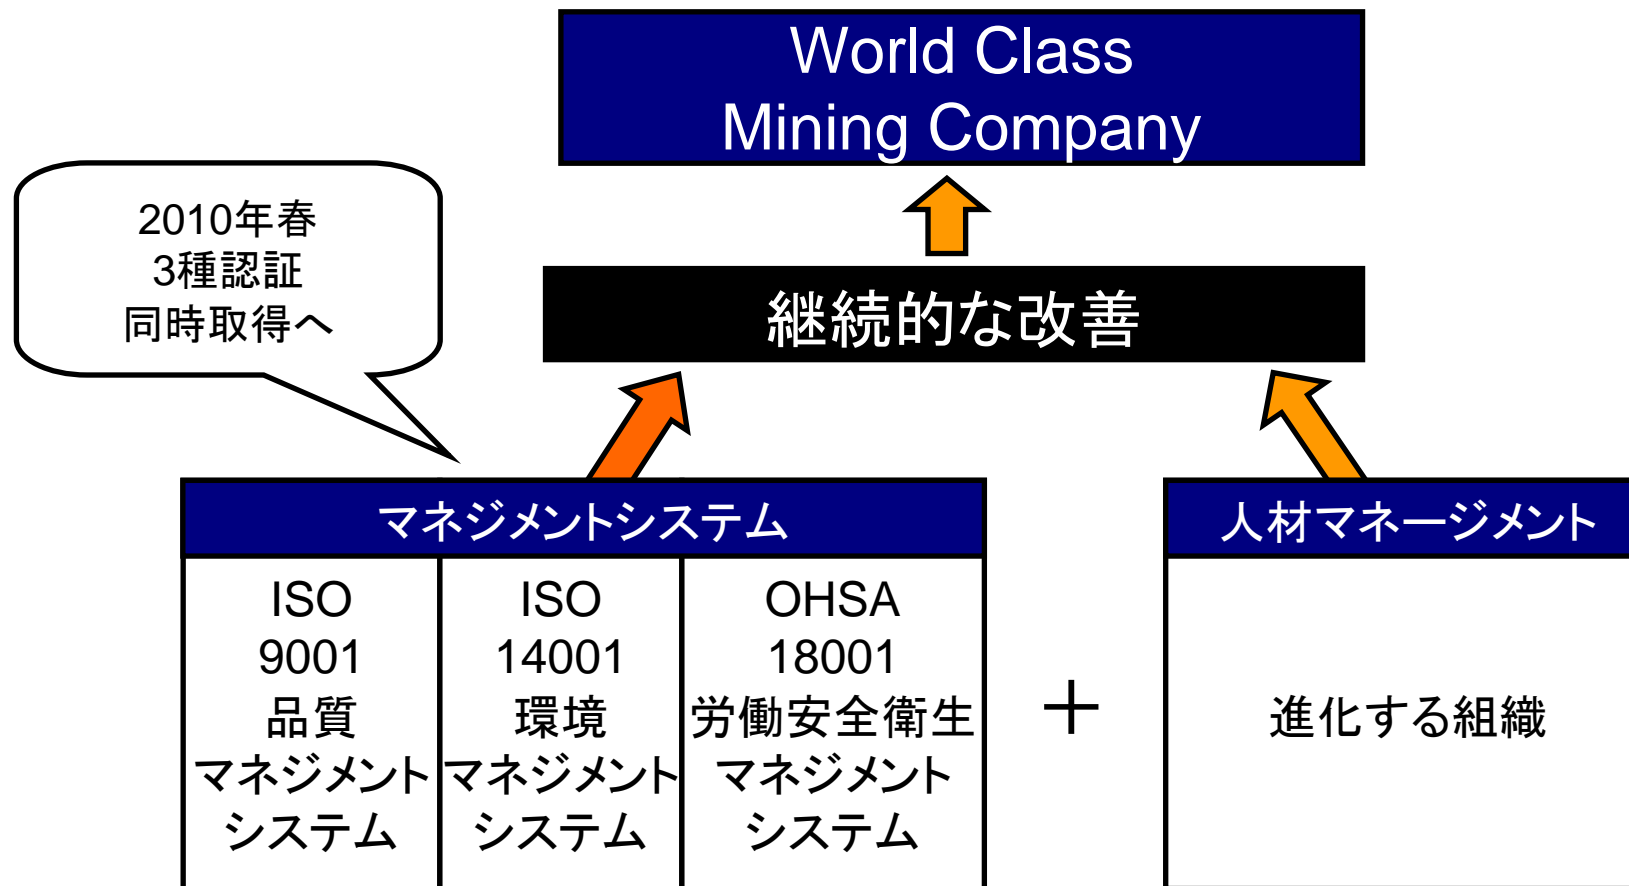 World Class
Mining Company
2010年春
3種認証
同時取得へ
継続的な改善
マネジメントシステム
人材マネージメント
ISO
9001
品質
マネジメント
システム
ISO
14001
環境
マネジメント
システム
OHSA
18001
労働安全衛生
マネジメント
システム
＋
進化する組織